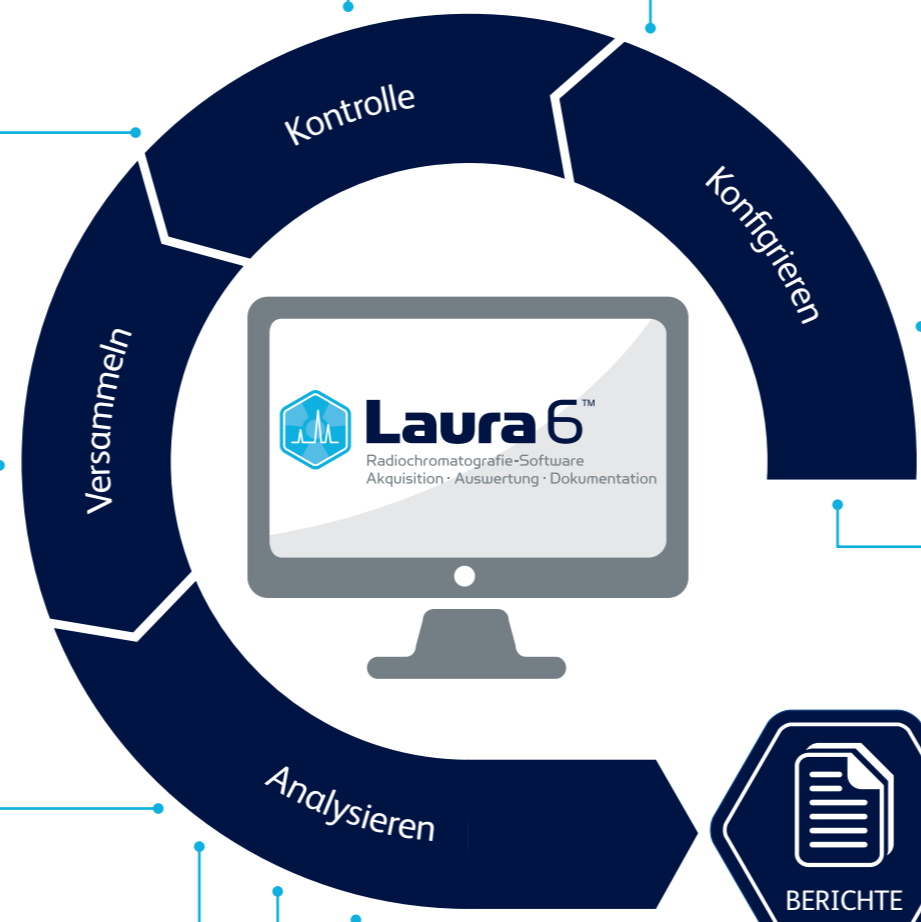 Kontrolle
Konfigrieren
Versammeln
Laura 6™
Radiochromatografie-Software
Akquisition · Auswertung · Dokumentation
Analysieren
BERICHTE